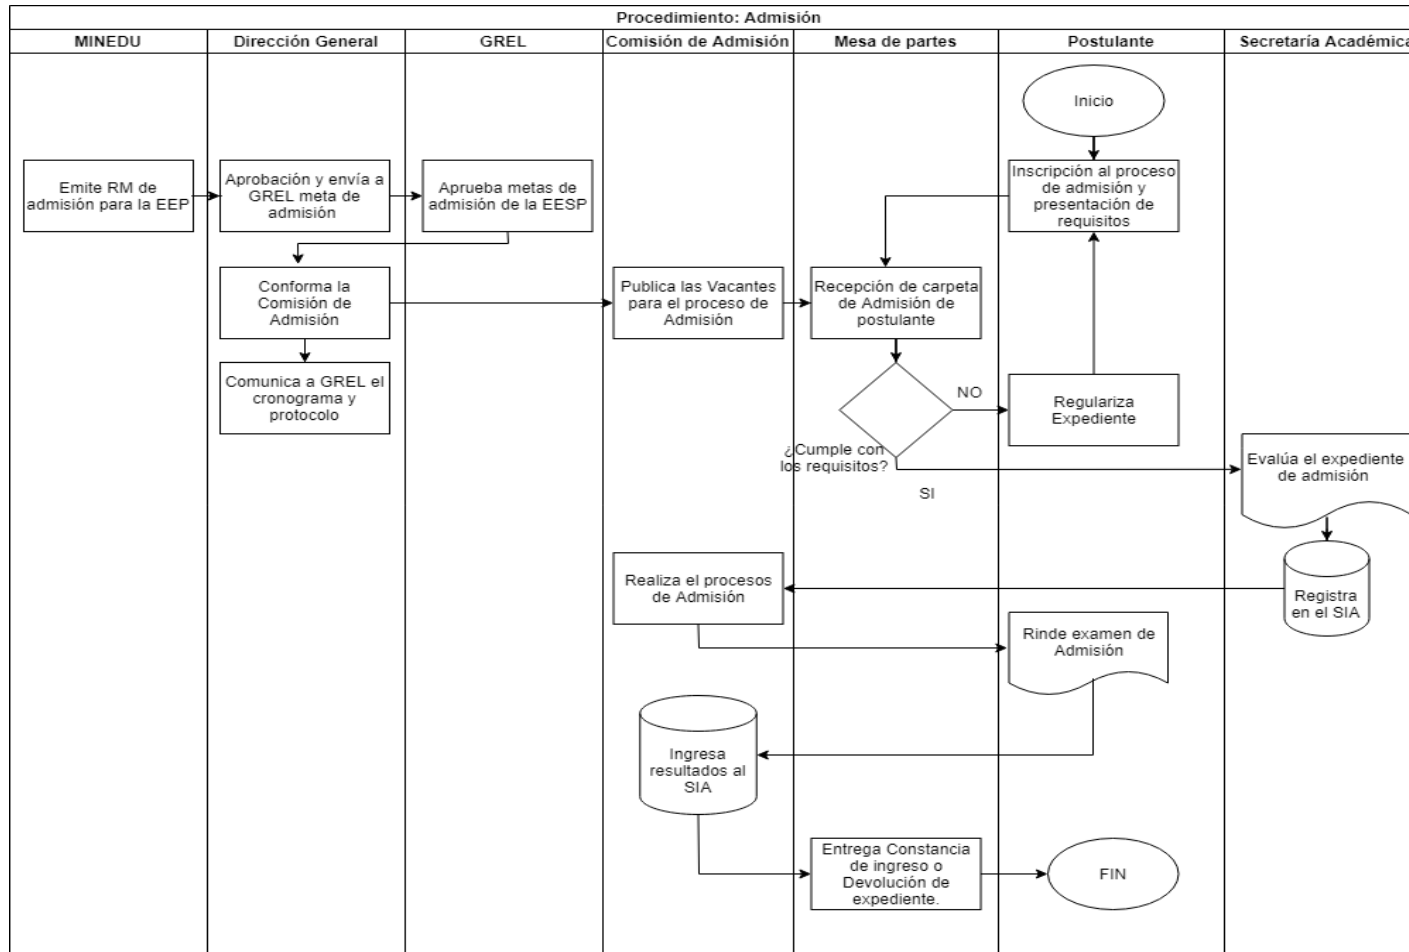 Procedimiento: Admisión
MINEDU
Dirección General
GREL
Comisión de Admisión
Mesa de partes
Postulante
Secretaría Académica
Inicio
Emite RM de
admisión para la EEP
Aprobación y envía a
GREL meta de
admisión
Aprueba metas de
admisión de la EESP
Inscripción al proceso
de admisión y
presentación de
requisitos
Conforma la
Comisión de
Admisión
Publica las Vacantes
para el proceso de
Admisión
Recepción de carpeta
de Admisión de
postulante
Comunica a GREL el
cronograma y
protocolo
NO
Regulariza
Expediente
¿Cumple con
los requisitos?
SI
Evalúa el expediente
de admisión
Realiza el procesos
de Admisión
Registra
en el SIA
Rinde examen de
Admisión
Ingresa
resultados al
SIA
Entrega Constancia
de ingreso o
Devolución de
expediente.
FIN